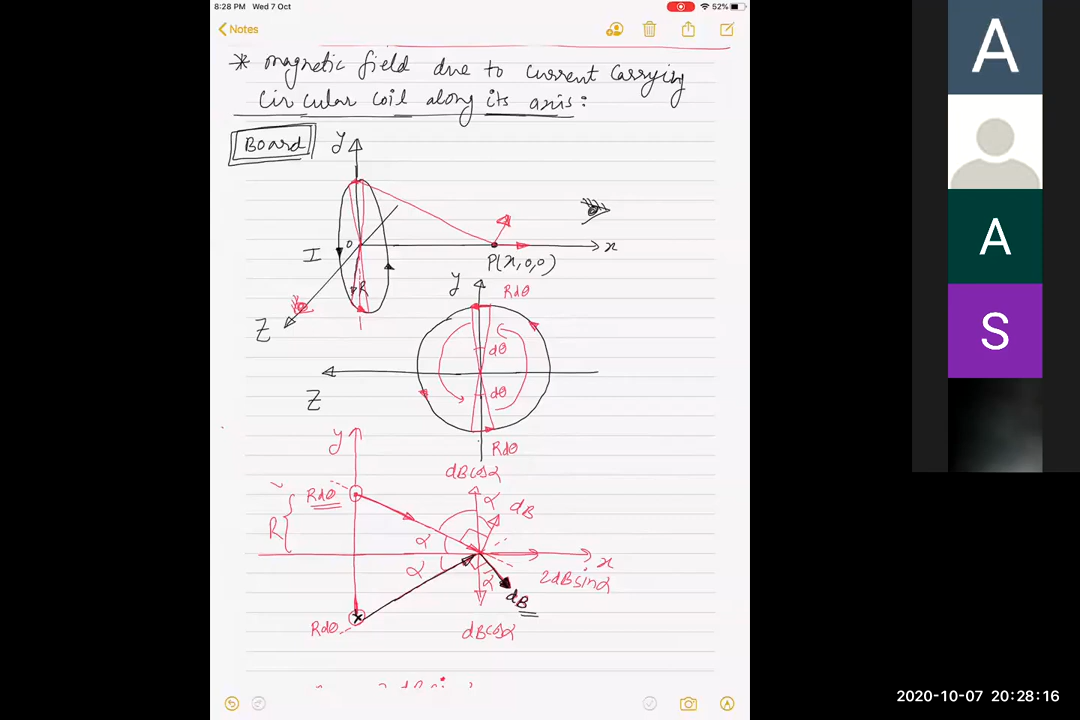 8:28 PM Wed 7 Oct
52%
Notes
A
* magnetic field due to current carrying
circular coil along its axis:
Board
y
A
I
O
x
P(x,0,0)
R
Z
y
Rdθ
S
dθ
Z
dθ
Rdθ
y
dBcosα
R
Rdθ
α
dB
α
x
α
α
2dBsinα
dB
Rdθ
dBcosα
2020-10-07 20:28:16